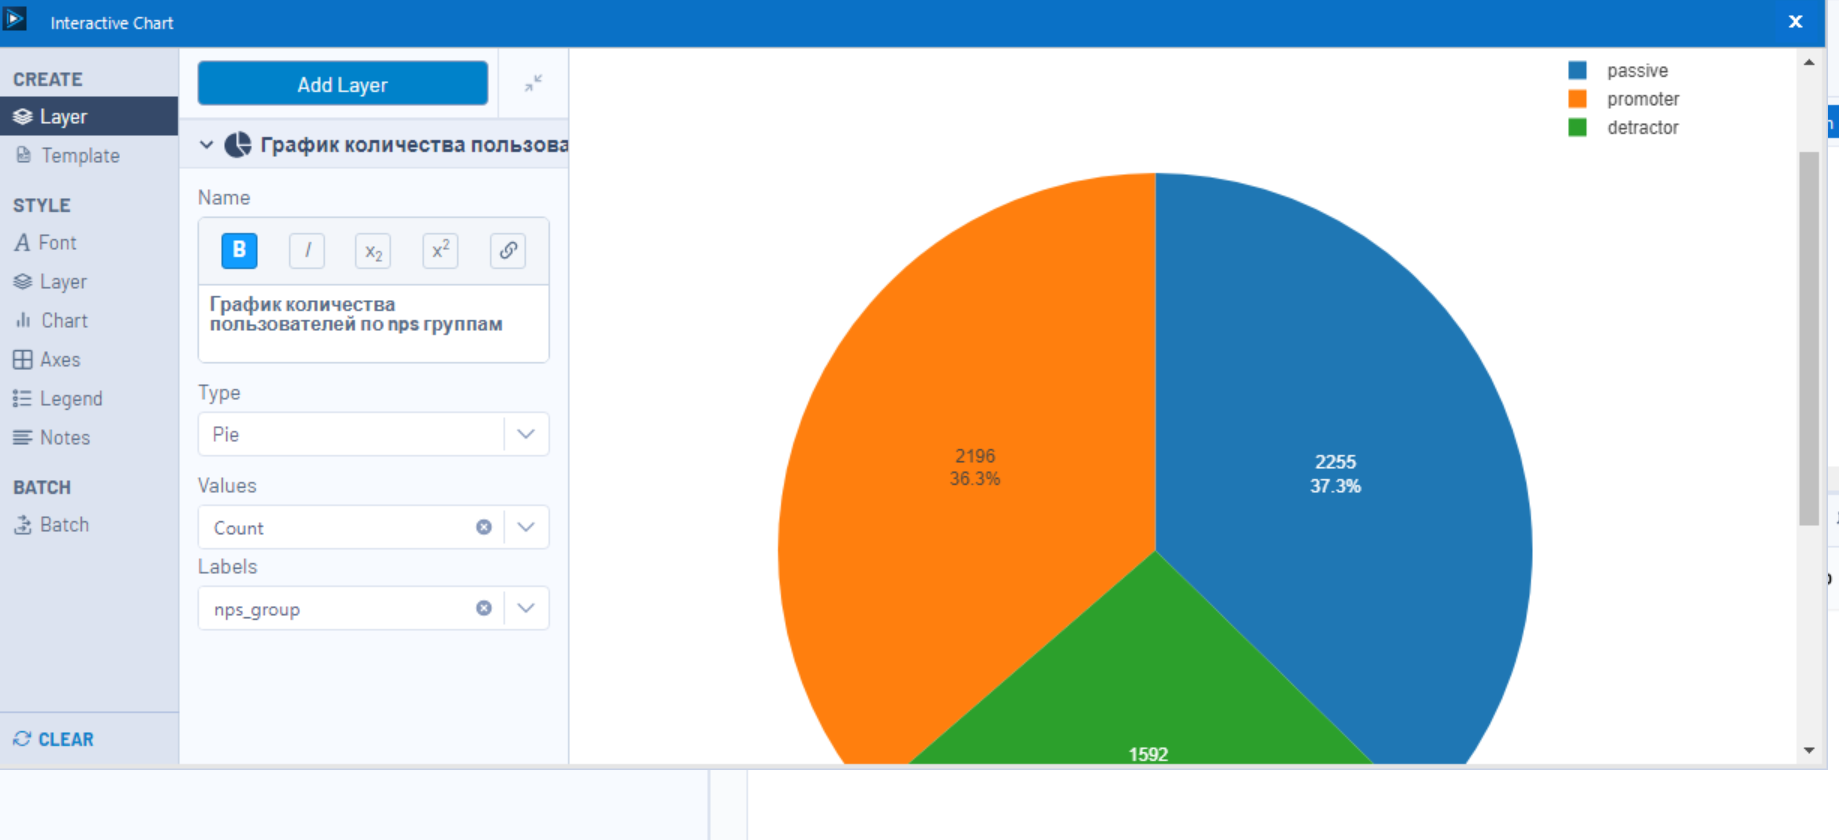 Interactive Chart
x
CREATE
Layer
Template
STYLE
Font
Layer
Chart
Axes
Legend
Notes
BATCH
Batch
CLEAR
Add Layer
График количества пользова
Name
B
I
x2
x²
График количества
пользователей по nps группам
Type
Pie
Values
Count
Labels
nps_group
passive
promoter
detractor
2196
36.3%
2255
37.3%
1592